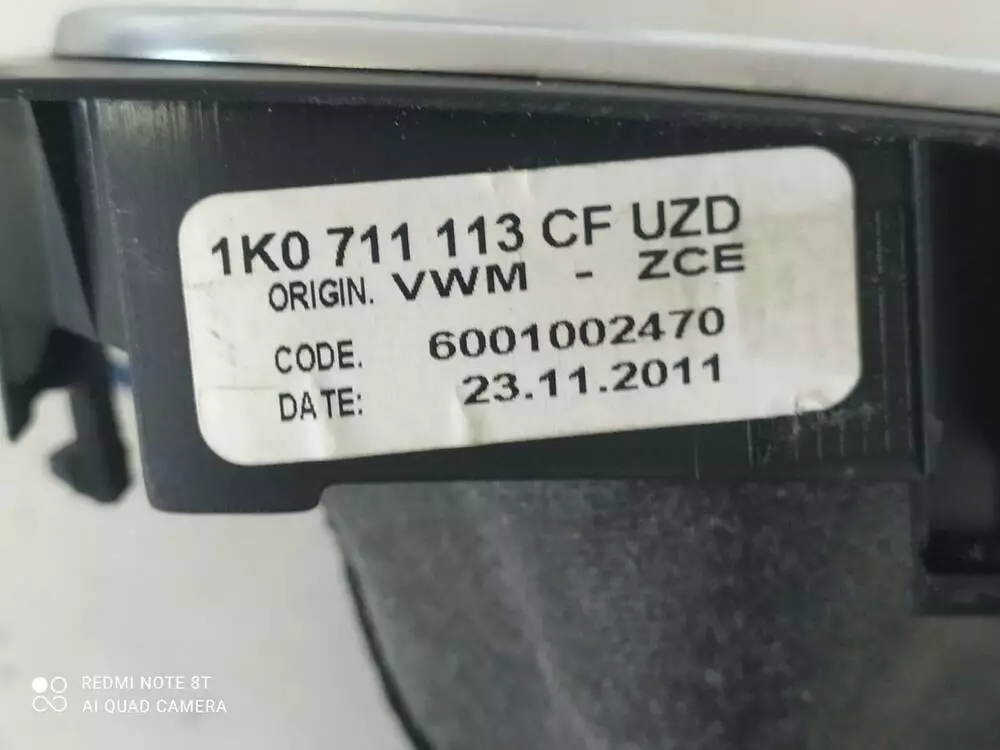 1K0 711 113 CF UZD
ORIGIN. VWM - ZCE
CODE. 6001002470
DATE: 23.11.2011
REDMI NOTE 8T
AI QUAD CAMERA